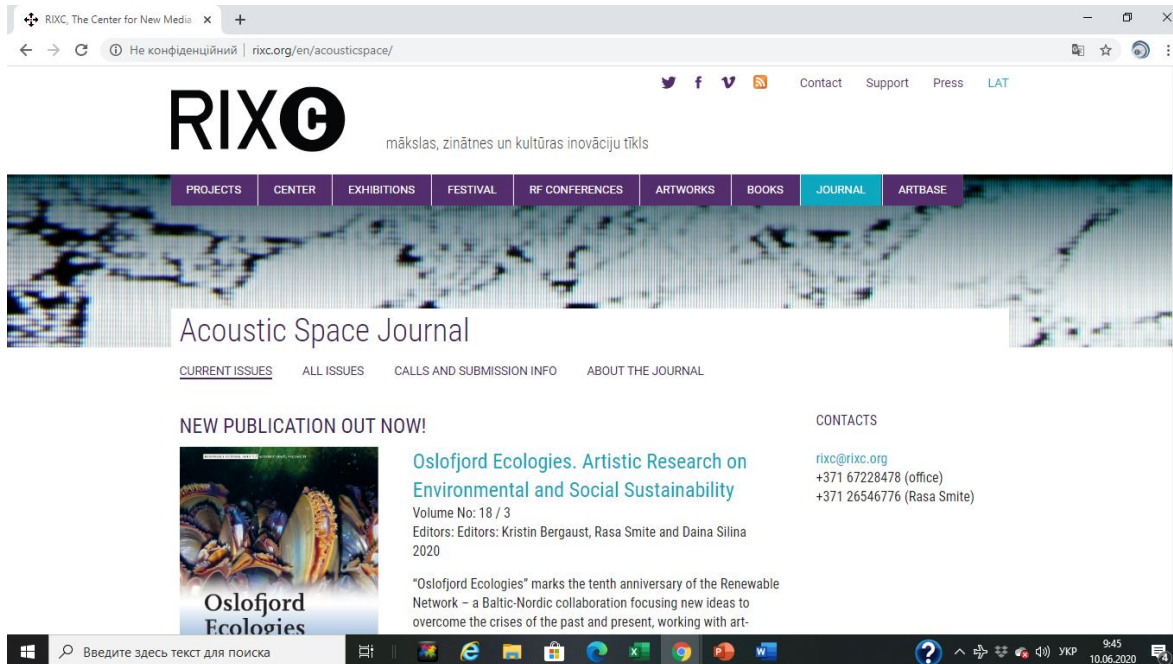 RIXC, The Center for New Media
Не конфіденційний | rixc.org/en/acousticspace/
Contact Support Press LAT
RIXC
mākslas, zinātnes un kultūras inovāciju tīkls
PROJECTS CENTER EXHIBITIONS FESTIVAL RF CONFERENCES ARTWORKS BOOKS JOURNAL ARTBASE
Acoustic Space Journal
CURRENT ISSUES ALL ISSUES CALLS AND SUBMISSION INFO ABOUT THE JOURNAL
NEW PUBLICATION OUT NOW!
Oslofjord
Ecologies
Oslofjord Ecologies. Artistic Research on
Environmental and Social Sustainability
Volume No: 18 / 3
Editors: Editors: Kristin Bergaust, Rasa Smite and Daina Silina
2020
"Oslofjord Ecologies" marks the tenth anniversary of the Renewable
Network – a Baltic-Nordic collaboration focusing new ideas to
overcome the crises of the past and present, working with art-
CONTACTS
rixc@rixc.org
+371 67228478 (office)
+371 26546776 (Rasa Smite)
Введите здесь текст для поиска
УКР
9:45
10.06.2020